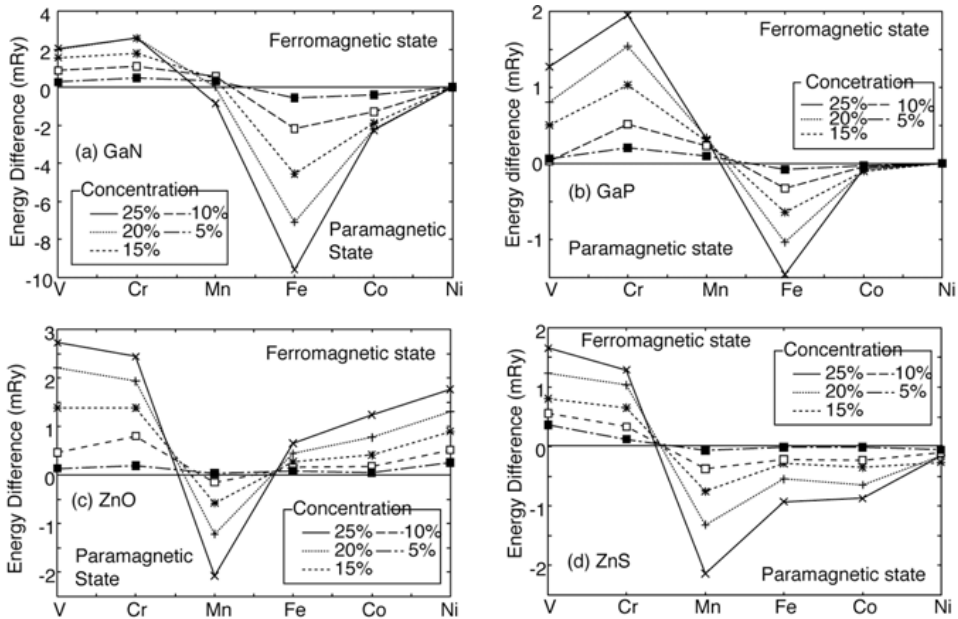 4
2
0
-2
-4
-6
-8
-10
Energy Difference (mRy)
Ferromagnetic state
(a) GaN
Concentration
25% 10%
20% 5%
15%
Paramagnetic
State
V Cr Mn Fe Co Ni
2
1
0
-1
Energy difference (mRy)
Ferromagnetic state
Concetration
25% 10%
20% 5%
15%
(b) GaP
Paramagnetic state
V Cr Mn Fe Co Ni
3
2
1
0
-1
-2
Energy Difference (mRy)
Ferromagnetic state
(c) ZnO
Paramagnetic
State
Concentration
25% 10%
20% 5%
15%
V Cr Mn Fe Co Ni
2
1
0
-1
-2
Energy Difference (mRy)
Ferromagnetic state
Concentration
25% 10%
20% 5%
15%
(d) ZnS
Paramagnetic state
V Cr Mn Fe Co Ni